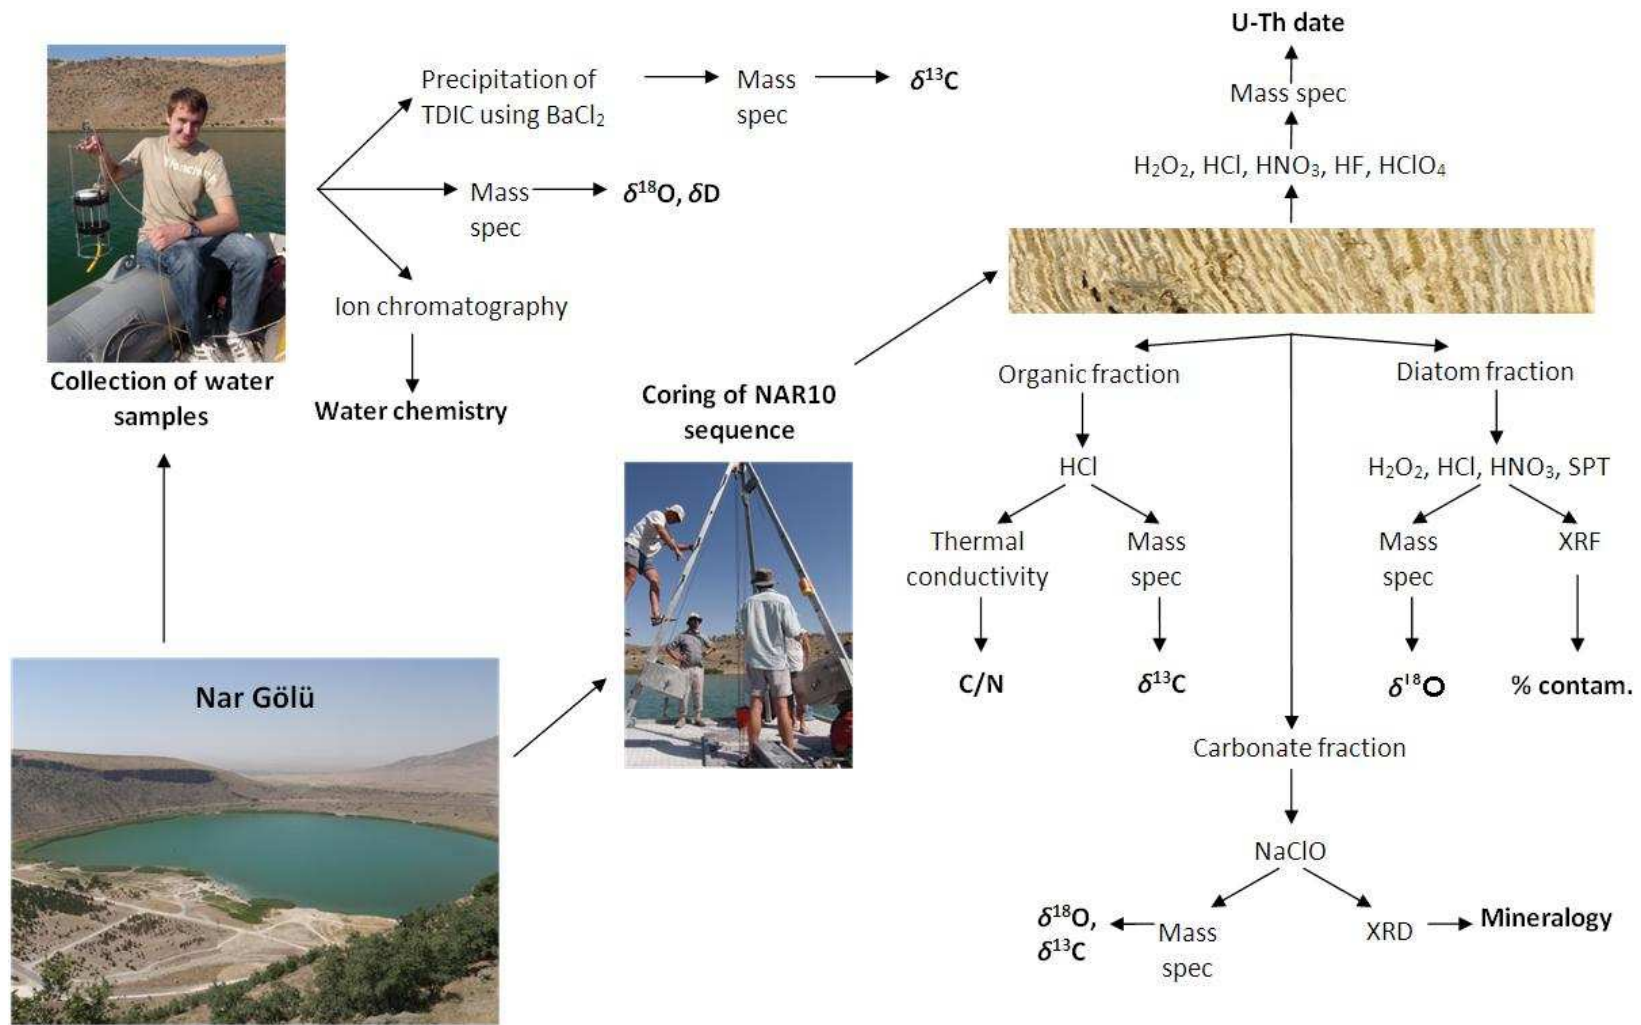 U-Th date
Mass spec
H₂O₂, HCl, HNO₃, HF, HClO₄
Precipitation of
TDIC using BaCl₂
Mass
spec
δ¹³C
Mass
spec
δ¹⁸O, δD
Ion chromatography
Water chemistry
Collection of water
samples
Nar Gölü
Coring of NAR10
sequence
Organic fraction
HCl
Thermal
conductivity
C/N
Mass
spec
δ¹³C
Diatom fraction
H₂O₂, HCl, HNO₃, SPT
Mass
spec
δ¹⁸O
XRF
% contam.
Carbonate fraction
NaClO
Mass
spec
δ¹⁸O,
δ¹³C
XRD
Mineralogy